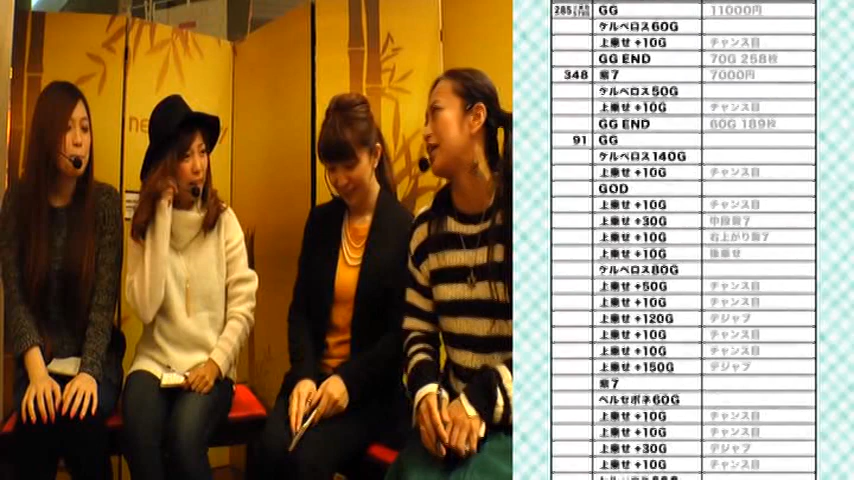 ne
285 GG 11000円
ケルベロス60G
上乗せ +10G チャンス目
GG END 70G 258枚
348 紫7 7000円
ケルベロス50G
上乗せ +10G チャンス目
GG END 60G 189枚
91 GG
ケルベロス140G
上乗せ +10G チャンス目
GOD
上乗せ +10G チャンス目
上乗せ +30G 中段紫7
上乗せ +10G 右上がり紫7
上乗せ +10G 後乗せ
ケルベロス80G
上乗せ +50G チャンス目
上乗せ +10G チャンス目
上乗せ +120G デジャブ
上乗せ +10G チャンス目
上乗せ +10G チャンス目
上乗せ +150G デジャブ
紫7
ペルセポネ60G
上乗せ +10G チャンス目
上乗せ +10G チャンス目
上乗せ +30G デジャブ
上乗せ +10G チャンス目